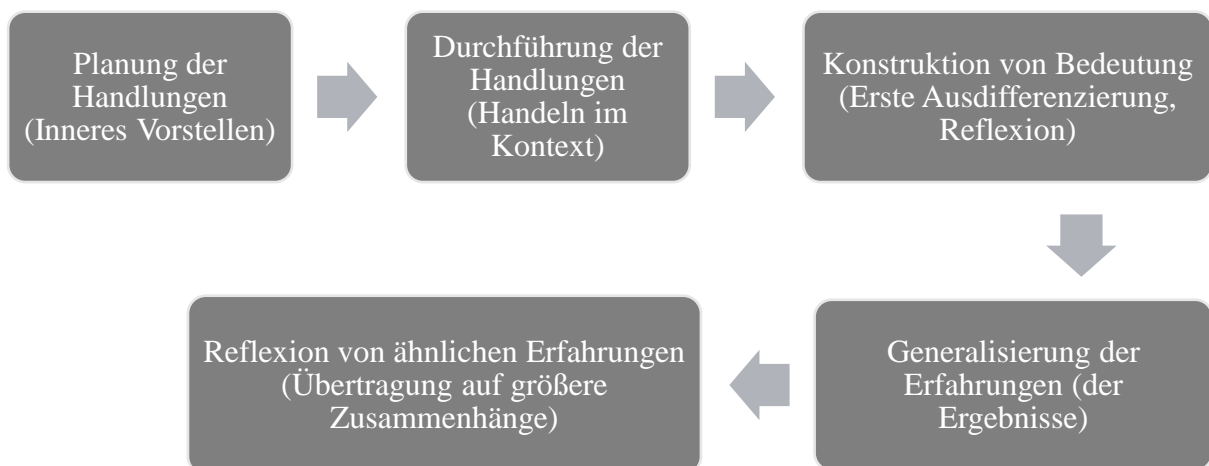 Planung der
Handlungen
(Inneres Vorstellen)
Durchführung der
Handlungen
(Handeln im
Kontext)
Konstruktion von Bedeutung
(Erste Ausdifferenzierung,
Reflexion)
Generalisierung der
Erfahrungen (der
Ergebnisse)
Reflexion von ähnlichen Erfahrungen
(Übertragung auf größere
Zusammenhänge)